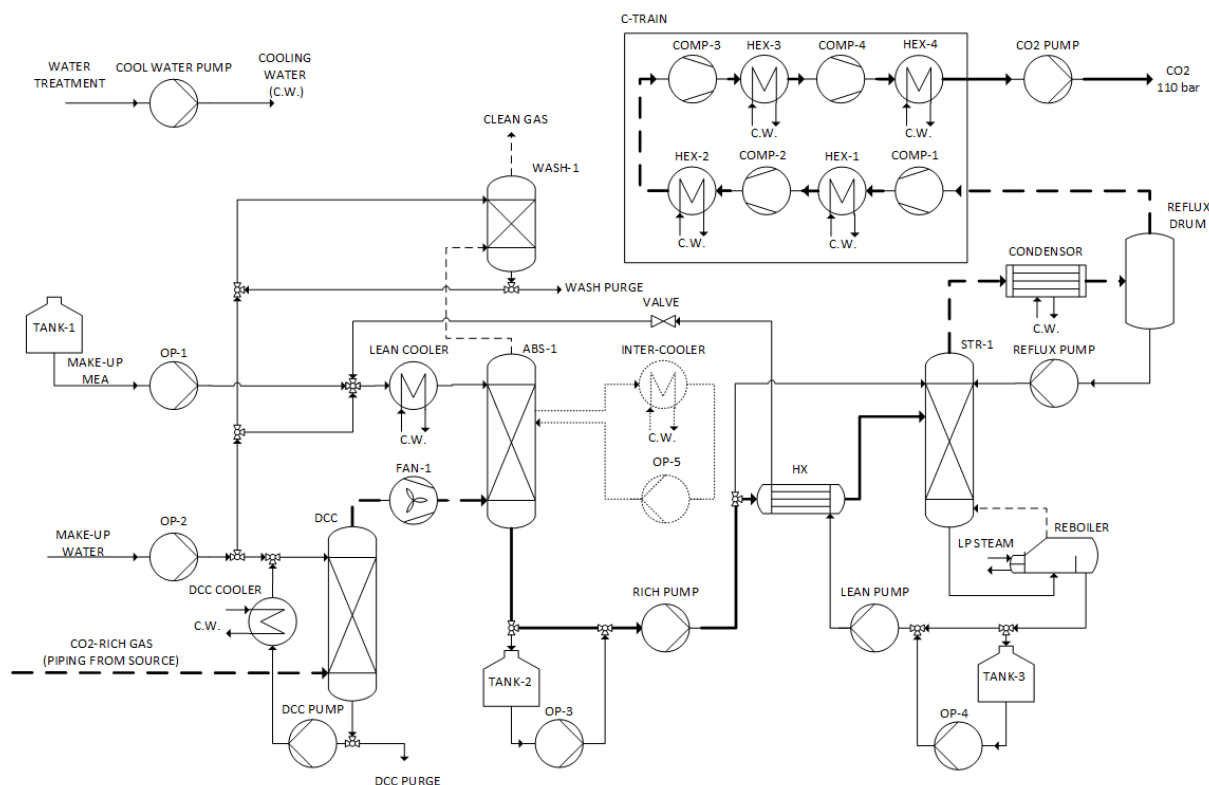 C-TRAIN
COMP-3
HEX-3
COMP-4
HEX-4
CO2 PUMP
WATER
TREATMENT
COOL WATER PUMP
COOLING
WATER
(C.W.)
CO2
110 bar
C.W.
C.W.
CLEAN GAS
WASH-1
HEX-2
COMP-2
HEX-1
COMP-1
C.W.
C.W.
REFLUX
DRUM
CONDENSOR
C.W.
WASH PURGE
VALVE
TANK-1
MAKE-UP
MEA
OP-1
LEAN COOLER
C.W.
ABS-1
INTER-COOLER
C.W.
OP-5
STR-1
REFLUX PUMP
FAN-1
HX
MAKE-UP
WATER
OP-2
DCC
LP STEAM
REBOILER
DCC COOLER
C.W.
RICH PUMP
LEAN PUMP
CO2-RICH GAS
(PIPING FROM SOURCE)
TANK-2
TANK-3
DCC PUMP
OP-3
OP-4
DCC PURGE